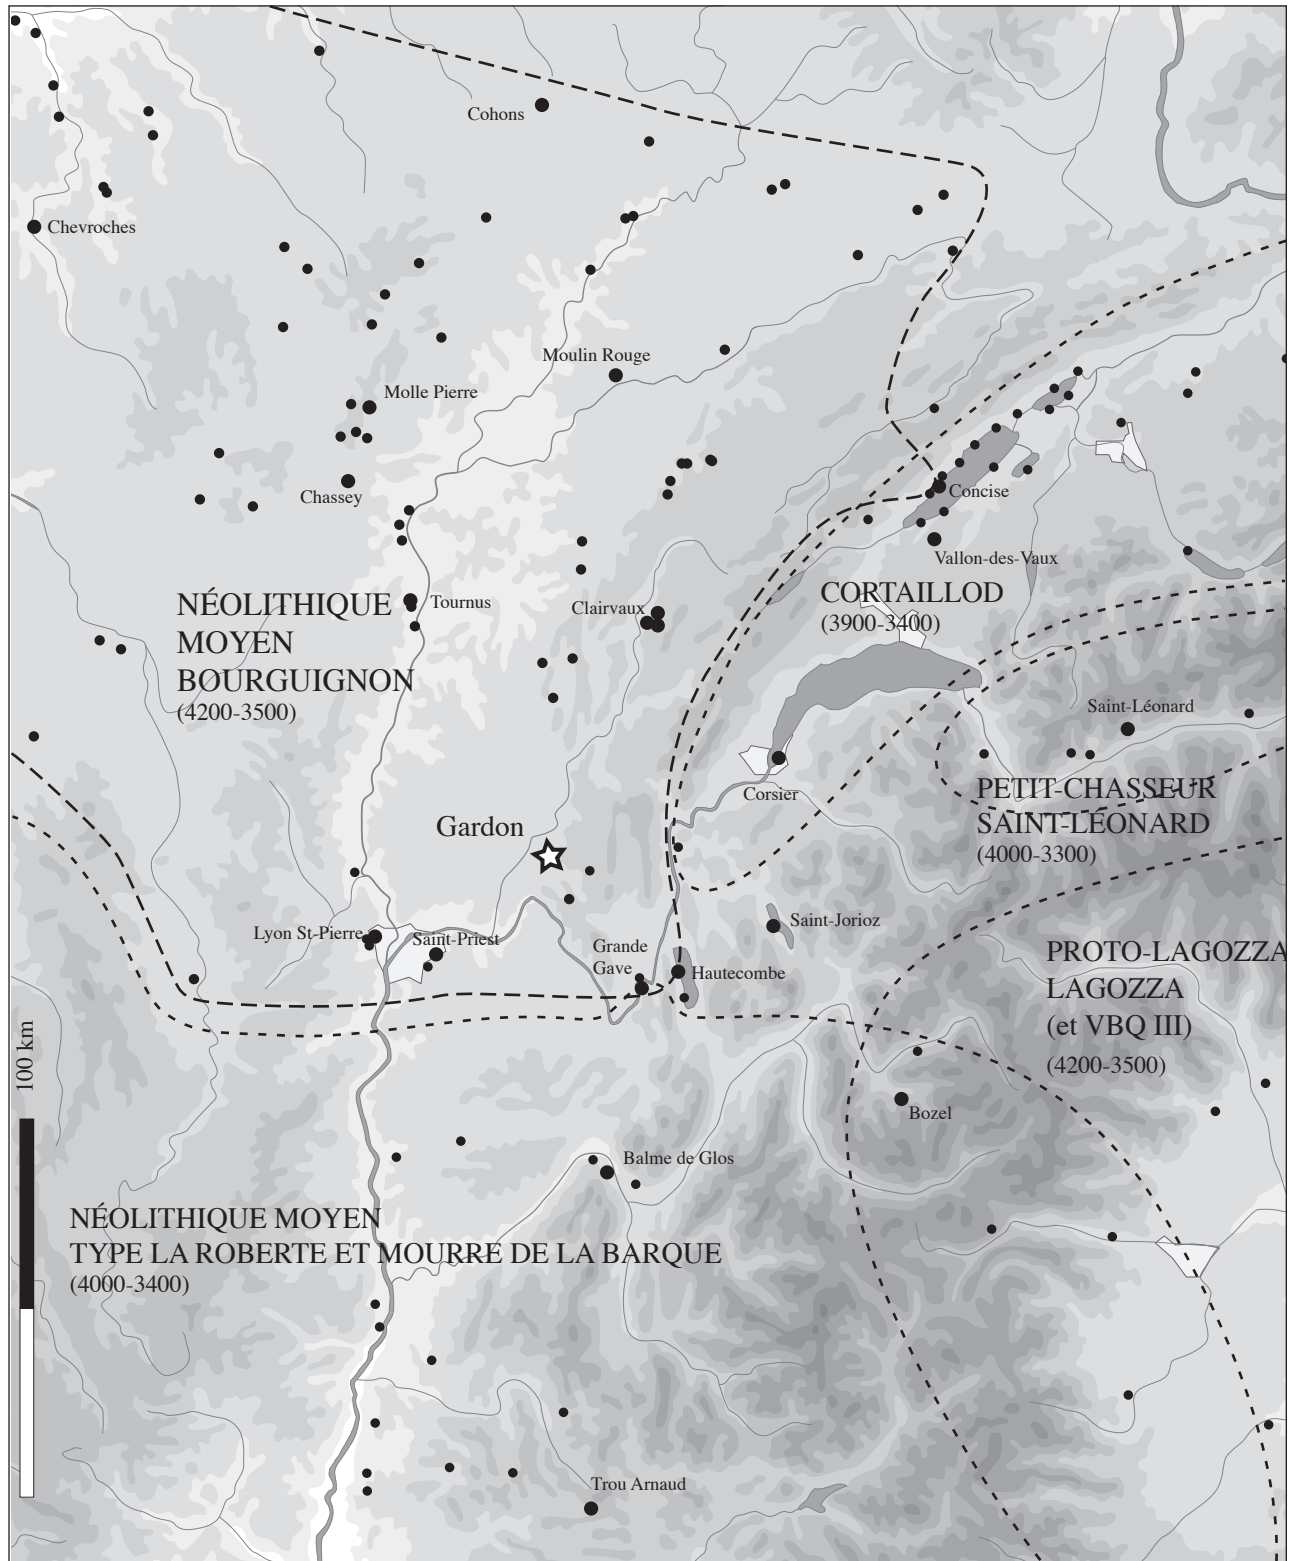 Cohons
Chevroches
Moulin Rouge
Molle Pierre
Chassey
Concise
Vallon-des-Vaux
CORTAILLOD
(3900-3400)
NÉOLITHIQUE
MOYEN
BOURGUIGNON
(4200-3500)
Tournus
Clairvaux
Saint-Léonard
PETIT-CHASSEUR
SAINT-LÉONARD
(4000-3300)
Corsier
Gardon
Lyon St-Pierre
Saint-Priest
Grande
Gave
Hautecombe
Saint-Jorioz
PROTO-LAGOZZA
LAGOZZA
(et VBQ III)
(4200-3500)
100 km
Bozel
Balme de Glos
NÉOLITHIQUE MOYEN
TYPE LA ROBERTE ET MOURRE DE LA BARQUE
(4000-3400)
Trou Arnaud